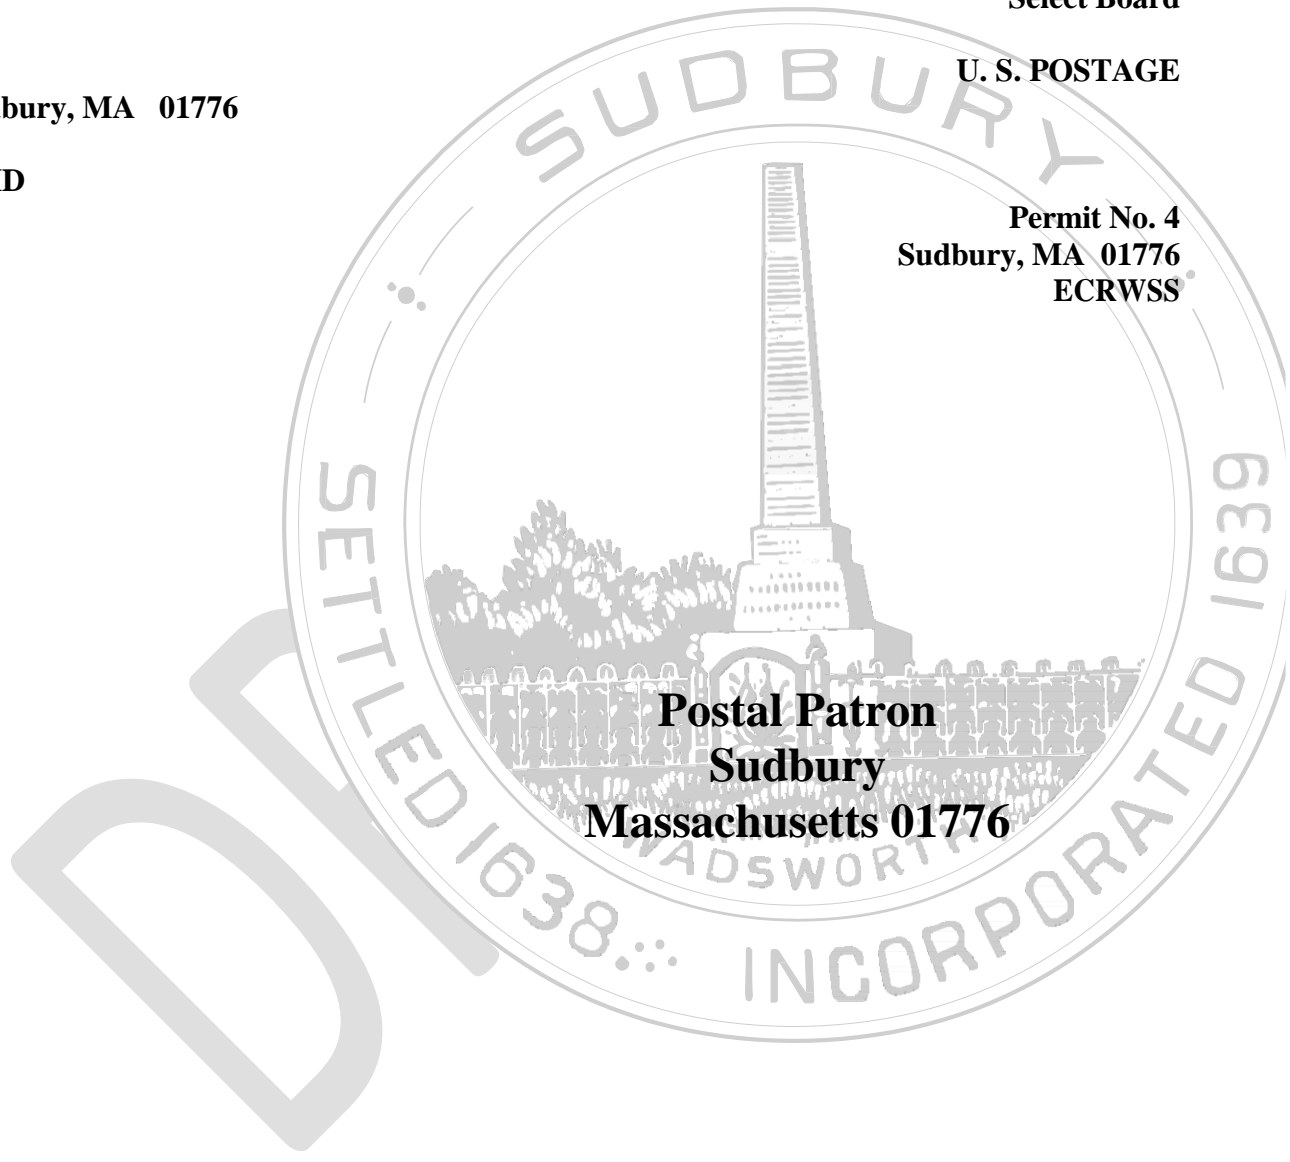 Select Board
U. S. POSTAGE
bury, MA 01776
ID
Permit No. 4
Sudbury, MA 01776
ECRWSS
SUDBURY
SETTLED 1638
INCORPORATED 1639
WADSWORTH
Postal Patron
Sudbury
Massachusetts 01776